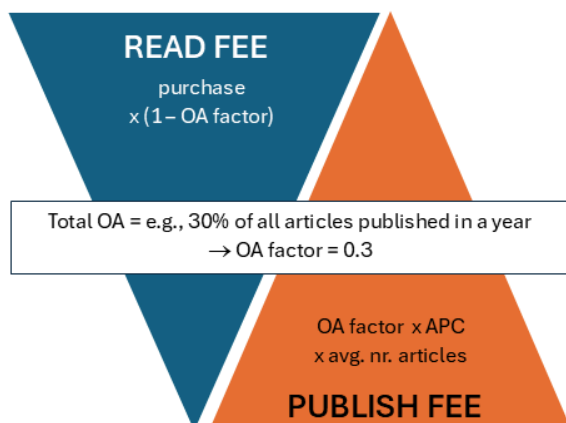 READ FEE
purchase
x (1– OA factor)
Total OA = e.g., 30% of all articles published in a year
→ OA factor = 0.3
OA factor x APC
x avg. nr. articles
PUBLISH FEE